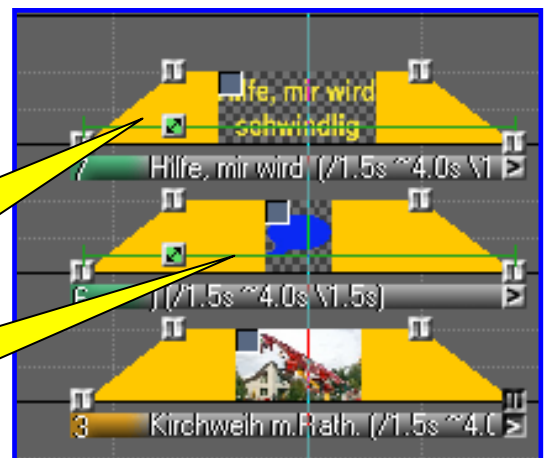 Hilfe, mir wird
schwindlig
7 Hilfe, mir wird (/1.5s ~4.0s \1 >
6 ) (/1.5s ~4.0s \1.5s) >
3 Kirchweih m.Rath. (/1.5s ~4.0 >